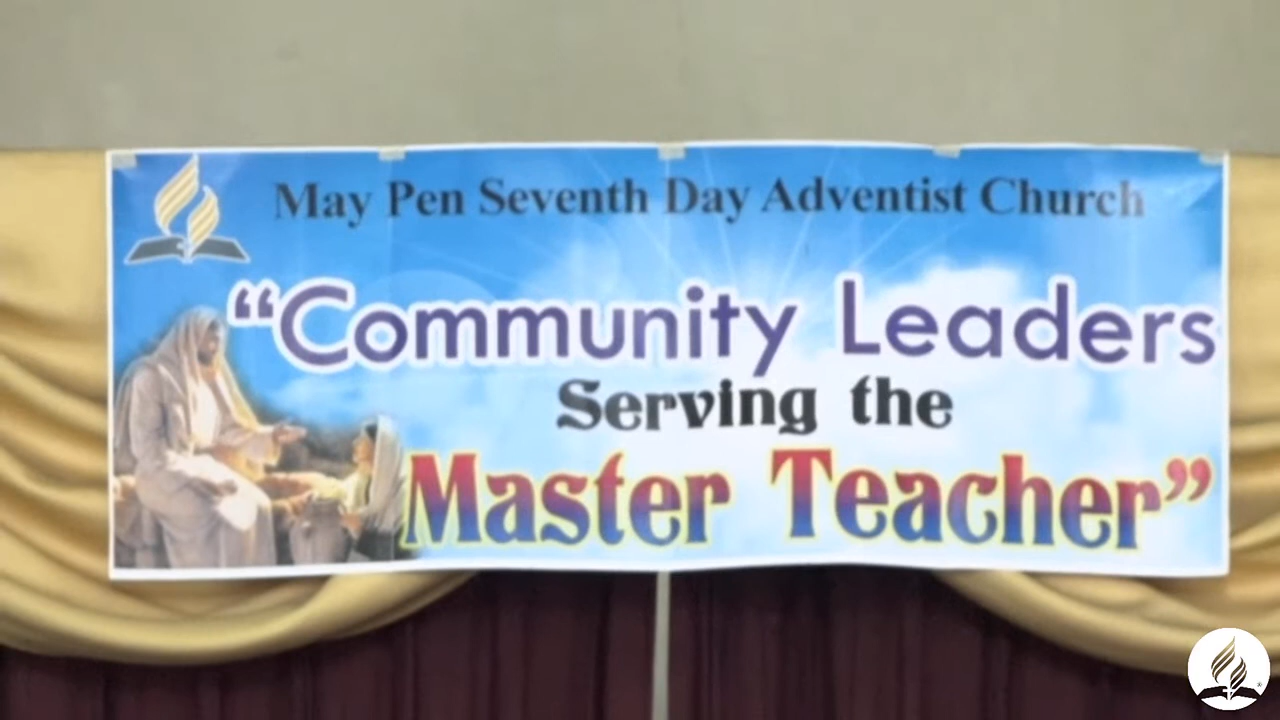 May Pen Seventh Day Adventist Church
“Community Leaders
Serving the
Master Teacher”